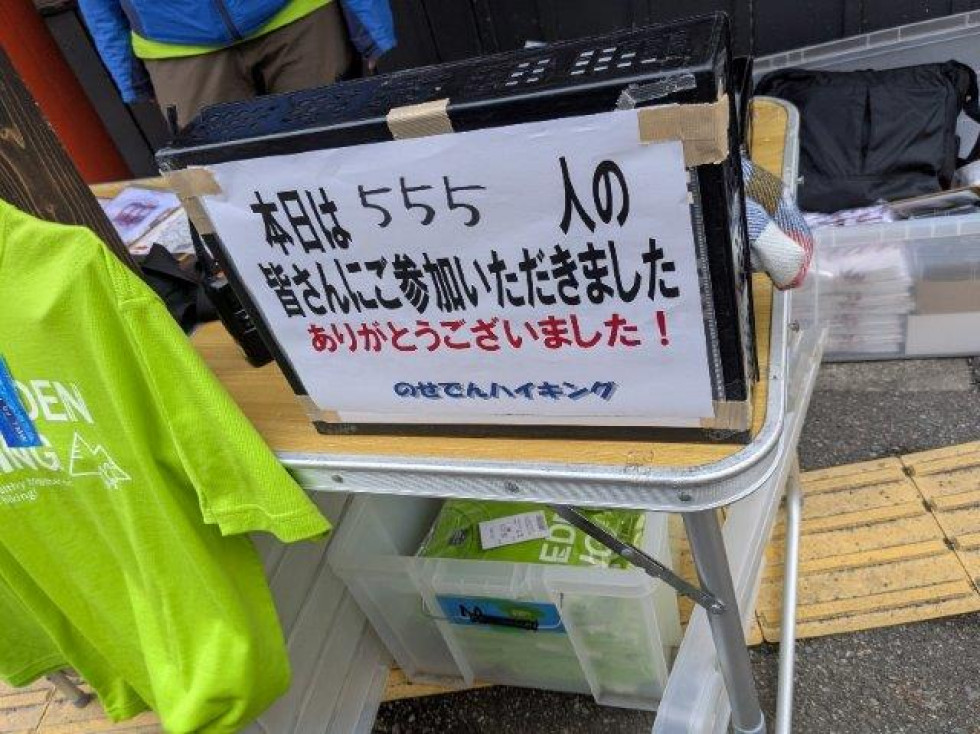 本日は 555 人の
皆さんにご参加いただきました
ありがとうございました！
のせでんハイキング
DEN
NG
M